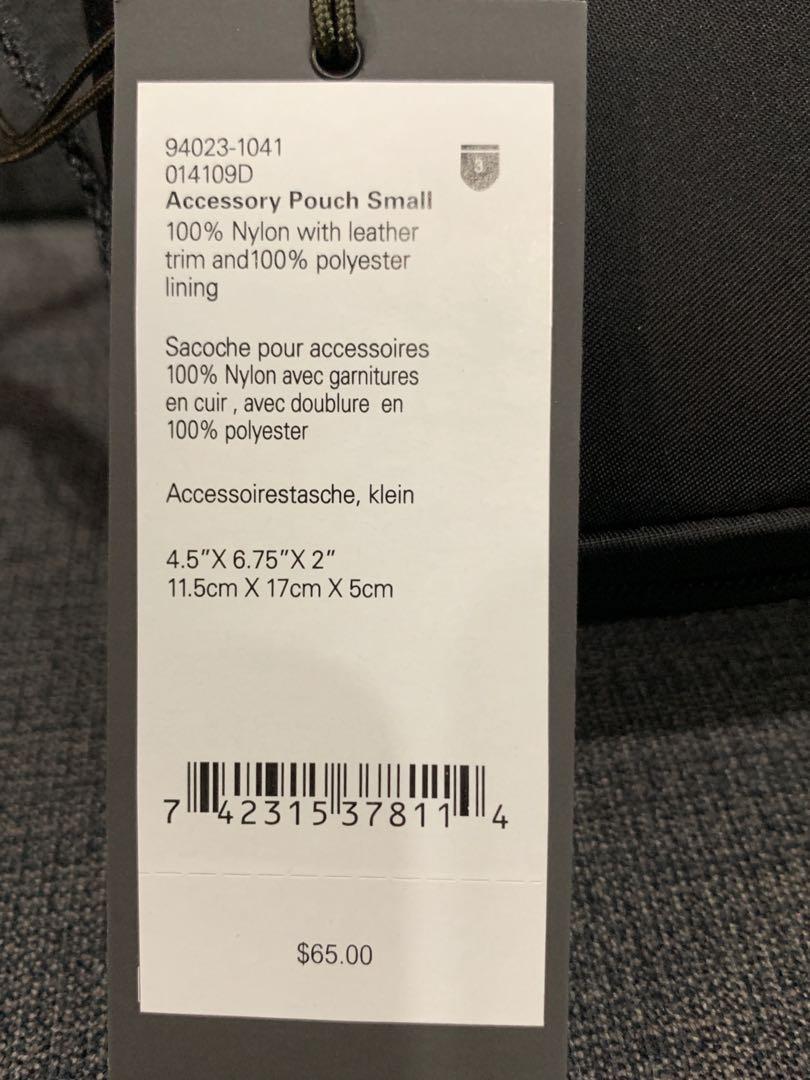 94023-1041
014109D
3
Accessory Pouch Small
100% Nylon with leather
trim and100% polyester
lining
Sacoche pour accessoires
100% Nylon avec garnitures
en cuir , avec doublure en
100% polyester
Accessoirestasche, klein
4.5”X 6.75”X 2”
11.5cm X 17cm X 5cm
7 42315 37811 4
$65.00